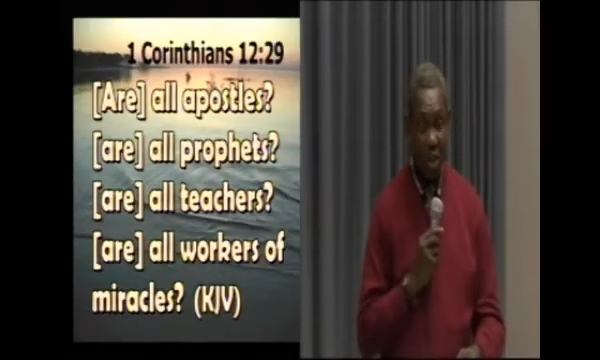 1 Corinthians 12:29
[Are] all apostles?
[are] all prophets?
[are] all teachers?
[are] all workers of
miracles? (KJV)